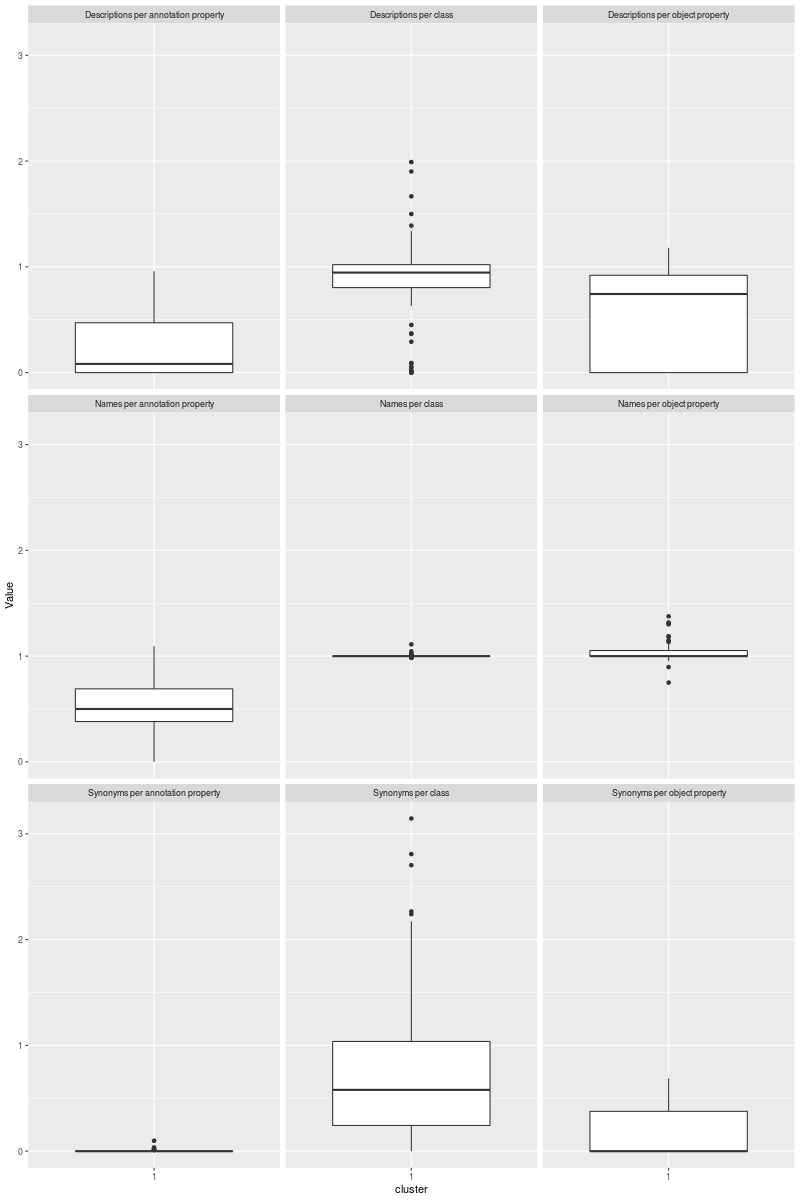 Descriptions per annotation property Descriptions per class Descriptions per object property
3
2
1
0
Names per annotation property Names per class Names per object property
3
2
1
0
Value
Synonyms per annotation property Synonyms per class Synonyms per object property
3
2
1
0
1 1 1
cluster